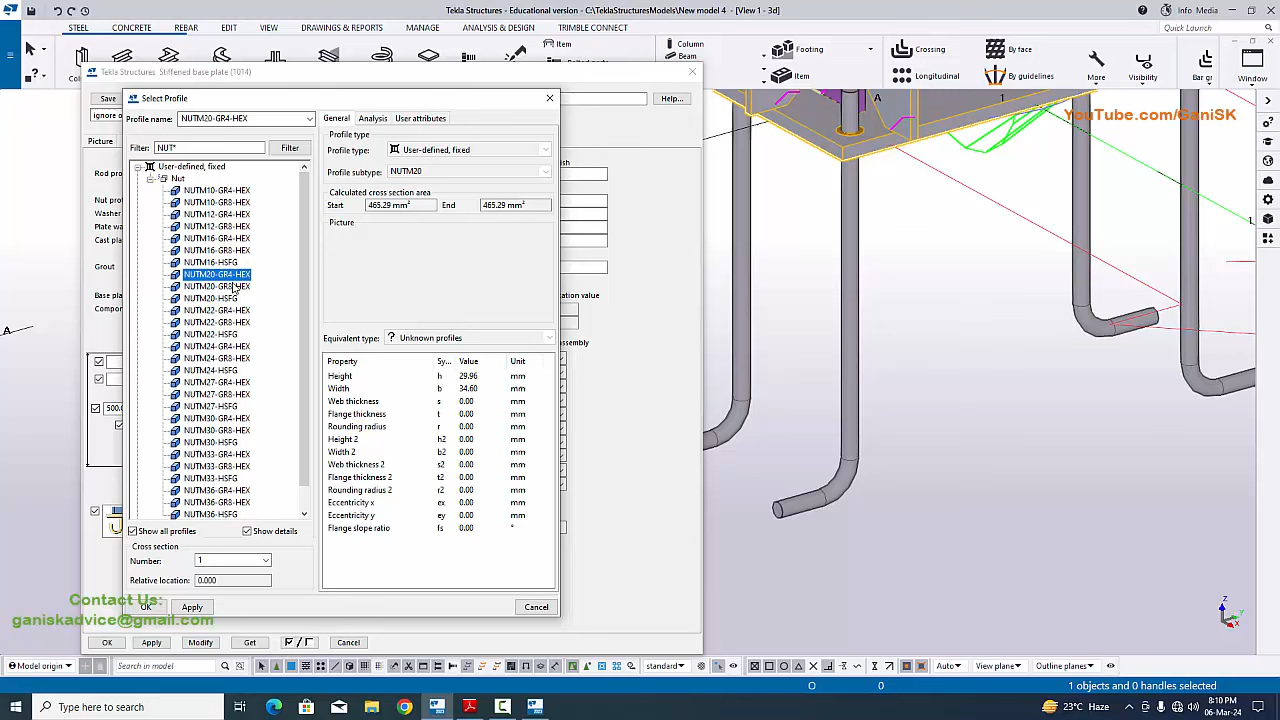 Tekla Structures - Educational version - C:\TeklaStructuresModels\New model 4 - [View 1 - 3d]
Info Media
STEEL CONCRETE REBAR EDIT VIEW DRAWINGS & REPORTS MANAGE ANALYSIS & DESIGN TRIMBLE CONNECT
Quick Launch
Item
Column
Beam
Footing
Item
Crossing
Longitudinal
By face
By guidelines
More
Visibility
Bar gr
Window
Tekla Structures Stiffened base plate (1014)
Save
Help...
Select Profile
Profile name: NUTM20-GR4-HEX
Filter: NUT* Filter
User-defined, fixed
Nut
NUTM10-GR4-HEX
NUTM10-GR8-HEX
NUTM12-GR4-HEX
NUTM12-GR8-HEX
NUTM16-GR4-HEX
NUTM16-GR8-HEX
NUTM16-HSFG
NUTM20-GR4-HEX
NUTM20-GR8-HEX
NUTM20-HSFG
NUTM22-GR4-HEX
NUTM22-GR8-HEX
NUTM22-HSFG
NUTM24-GR4-HEX
NUTM24-GR8-HEX
NUTM24-HSFG
NUTM27-GR4-HEX
NUTM27-GR8-HEX
NUTM27-HSFG
NUTM30-GR4-HEX
NUTM30-GR8-HEX
NUTM30-HSFG
NUTM33-GR4-HEX
NUTM33-GR8-HEX
NUTM33-HSFG
NUTM36-GR4-HEX
NUTM36-GR8-HEX
NUTM36-HSFG
Show all profiles Show details
Cross section
Number: 1
Relative location: 0.000
OK Apply Cancel
General Analysis User attributes
Profile type
Profile type: User-defined, fixed
Profile subtype: NUTM20
Calculated cross section area
Start 465.29 mm² End 465.29 mm²
Picture
Equivalent type: ? Unknown profiles
Property Sy... Value Unit
Height h 29.96 mm
Width b 34.60 mm
Web thickness s 0.00 mm
Flange thickness t 0.00 mm
Rounding radius r 0.00 mm
Height 2 h2 0.00 mm
Width 2 b2 0.00 mm
Web thickness 2 s2 0.00 mm
Flange thickness 2 t2 0.00 mm
Rounding radius 2 r2 0.00 mm
Eccentricity x ex 0.00 mm
Eccentricity y ey 0.00 mm
Flange slope ratio fs 0.00 °
ignore o
Picture
Rod pro
Nut prof
Washer
Plate wa
Cast pla
Grout
Base pla
Compor
500.
ish
ation value
ssembly
OK Apply Modify Get Cancel
YouTube.com/GaniSK
A
1
1
A
Z
Contact Us:
ganiskadvice@gmail.com
Model origin
Search in model
standard
Auto
View plane
Outline planes
O 0 1 objects and 0 handles selected
Type here to search
23°C Haze
8:10 PM
06-Mar-24